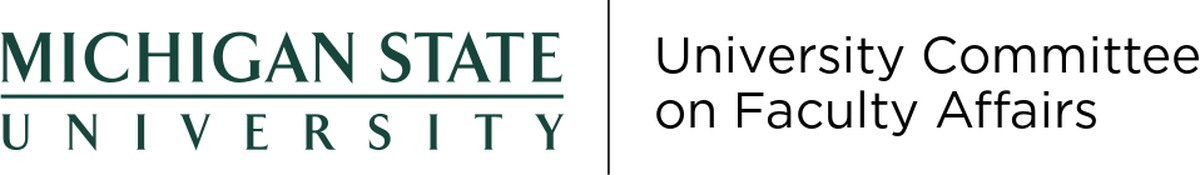 MICHIGAN STATE
UNIVERSITY
University Committee
on Faculty Affairs